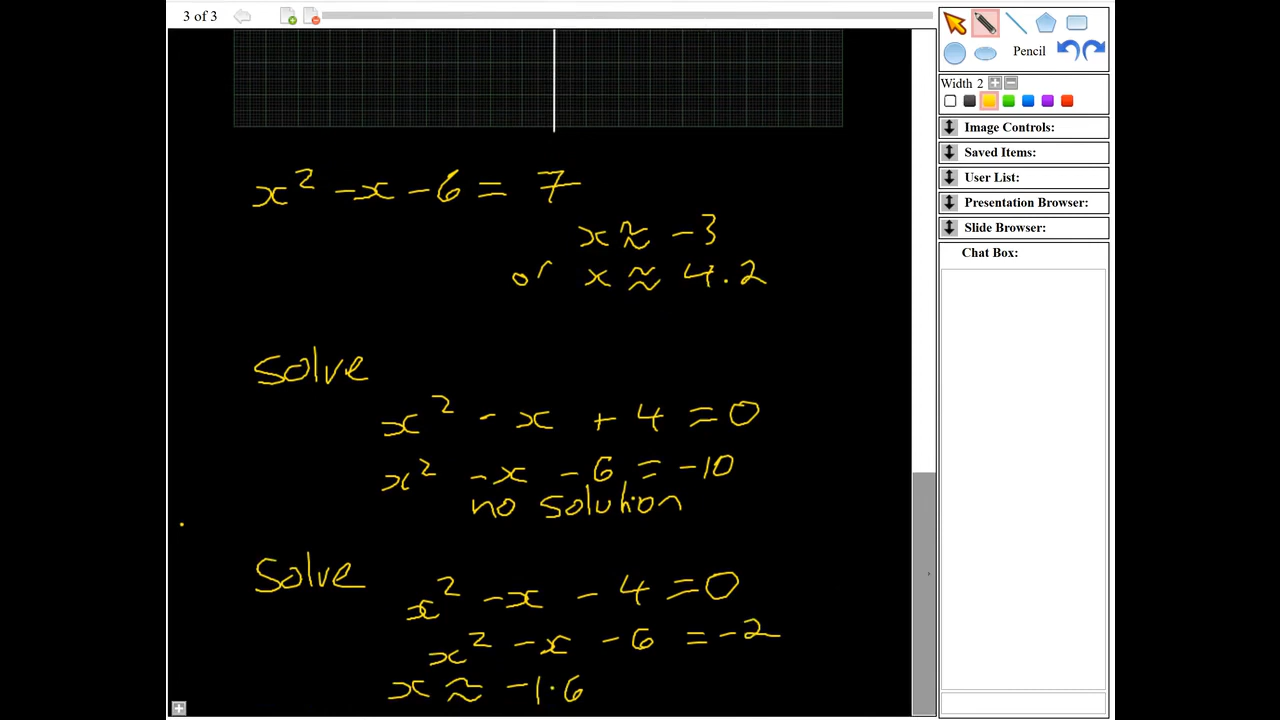 3 of 3
x² - x - 6 = 7
x ≈ -3
or x ≈ 4.2
Solve
x² - x + 4 = 0
x² - x - 6 = -10
no solution
Solve
x² - x - 4 = 0
x² - x - 6 = -2
x ≈ -1.6
Pencil
Width 2
Image Controls:
Saved Items:
User List:
Presentation Browser:
Slide Browser:
Chat Box: